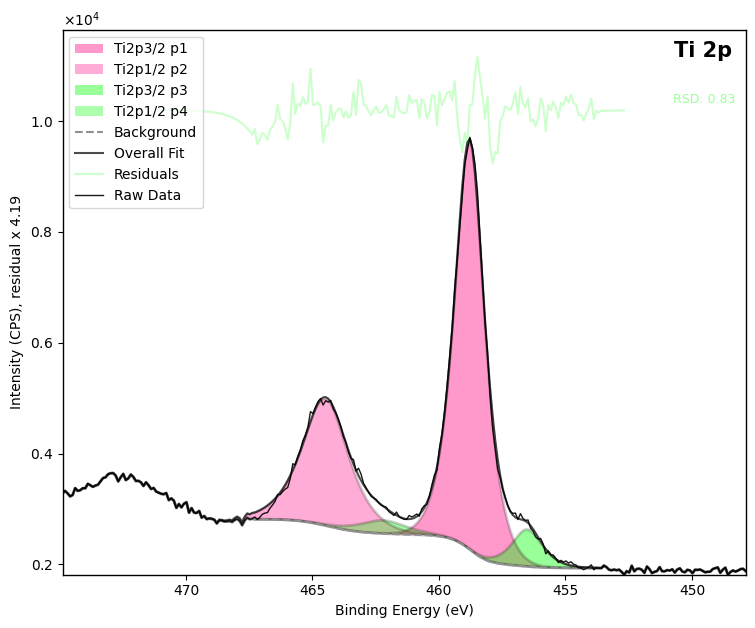 ×10⁴
Ti 2p
RSD: 0.83
Ti2p3/2 p1
Ti2p1/2 p2
Ti2p3/2 p3
Ti2p1/2 p4
Background
Overall Fit
Residuals
Raw Data
1.0
0.8
0.6
0.4
0.2
Intensity (CPS), residual x 4.19
470
465
460
455
450
Binding Energy (eV)